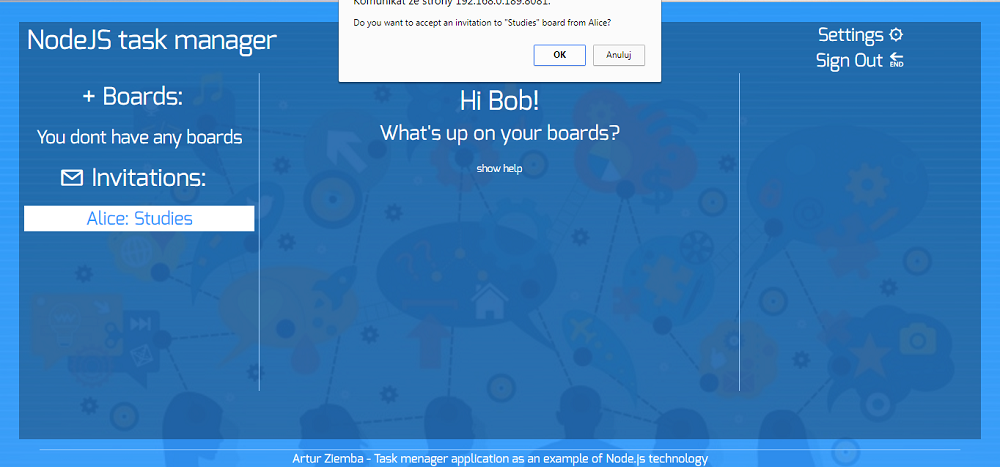 Komunikat ze strony 192.168.0.189:8081:
Do you want to accept an invitation to "Studies" board from Alice?
OK
Anuluj
NodeJS task manager
Settings
Sign Out
END
+ Boards:
You dont have any boards
Invitations:
Alice: Studies
Hi Bob!
What's up on your boards?
show help
Artur Ziemba - Task menager application as an example of Node.js technology